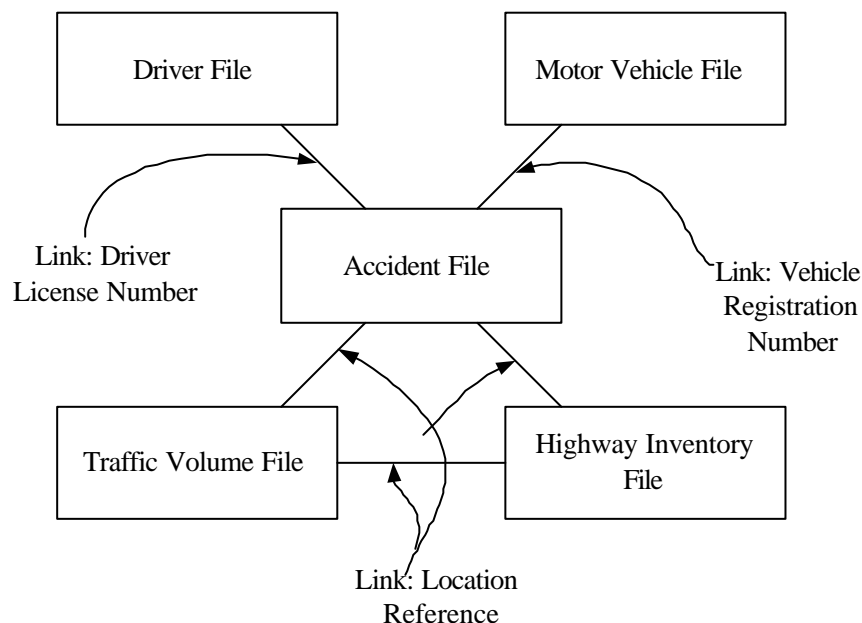 Driver File
Motor Vehicle File
Link: Driver
License Number
Accident File
Link: Vehicle
Registration
Number
Traffic Volume File
Highway Inventory
File
Link: Location
Reference